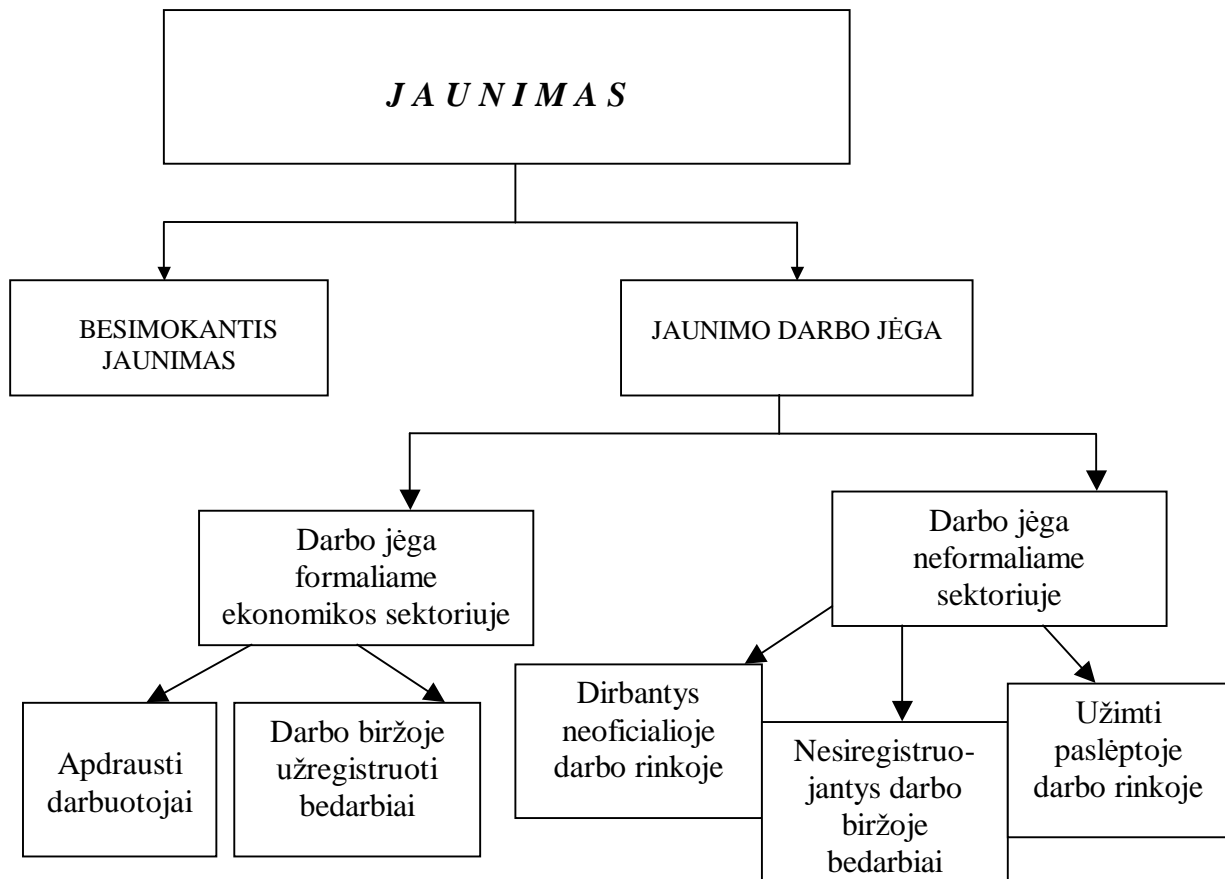 J A U N I M A S
BESIMOKANTIS
JAUNIMAS
JAUNIMO DARBO JĖGA
Darbo jėga
formaliame
ekonomikos sektoriuje
Darbo jėga
neformaliame
sektoriuje
Apdrausti
darbuotojai
Darbo biržoje
užregistruoti
bedarbiai
Dirbantys
neoficialioje
darbo rinkoje
Nesiregistruo-
jantys darbo
biržoje
bedarbiai
Užimti
paslėptoje
darbo rinkoje